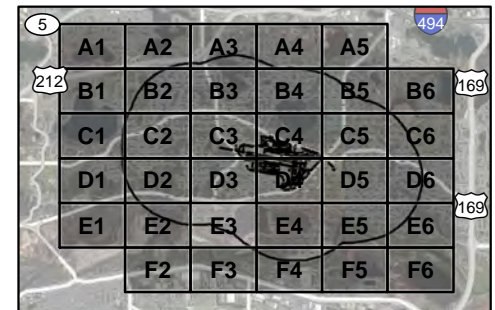 5
494
A1 A2 A3 A4 A5
212 B1 B2 B3 B4 B5 B6 169
C1 C2 C3 C4 C5 C6
D1 D2 D3 D4 D5 D6
E1 E2 E3 E4 E5 E6 169
F2 F3 F4 F5 F6